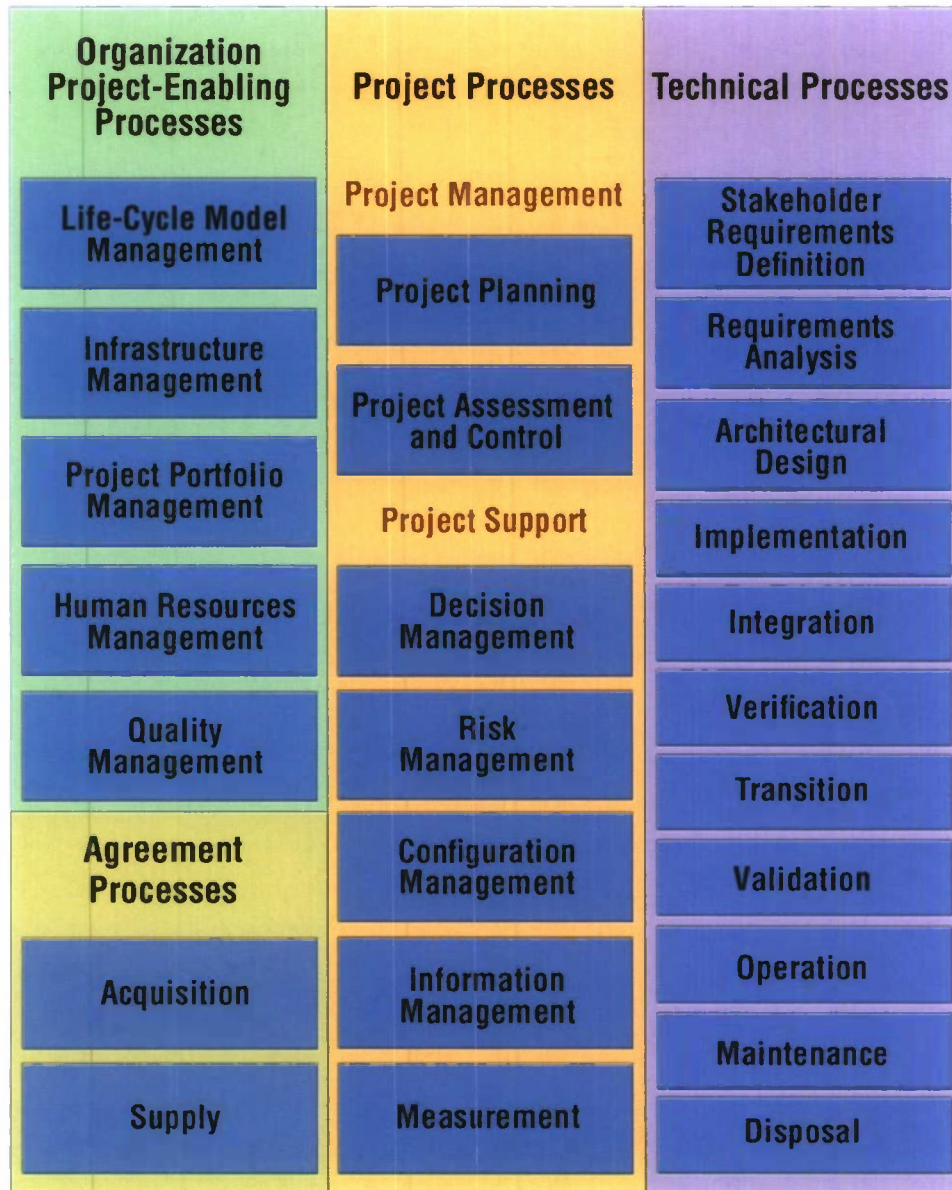 Organization
Project-Enabling
Processes
Life-Cycle Model
Management
Infrastructure
Management
Project Portfolio
Management
Human Resources
Management
Quality
Management
Agreement
Processes
Acquisition
Supply
Project Processes
Project Management
Project Planning
Project Assessment
and Control
Project Support
Decision
Management
Risk
Management
Configuration
Management
Information
Management
Measurement
Technical Processes
Stakeholder
Requirements
Definition
Requirements
Analysis
Architectural
Design
Implementation
Integration
Verification
Transition
Validation
Operation
Maintenance
Disposal